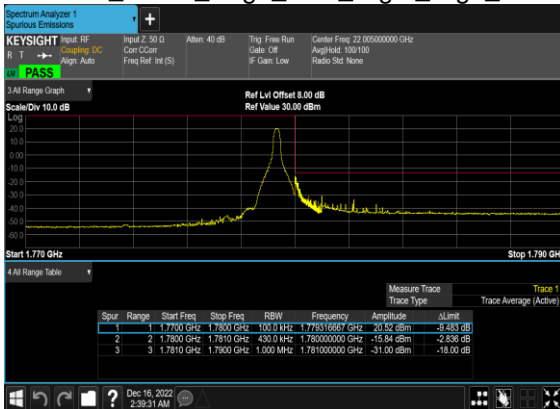 Spectrum Analyzer 1
Spurious Emissions
KEYSIGHT Input: RF Input Z: 50 Ω Atten: 40 dB Trig: Free Run Center Freq: 22.005000000 GHz
R T Coupling: DC Corr CCorr Gate: Off Avg|Hold: 100/100
Align: Auto Freq Ref: Int (S) IF Gain: Low Radio Std: None
LW PASS
3 All Range Graph
Ref Lvl Offset 8.00 dB
Scale/Div 10.0 dB Ref Value 30.00 dBm
Log
20.0
10.0
0.00
-10.0
-20.0
-30.0
-40.0
-50.0
-60.0
Start 1.770 GHz Stop 1.790 GH
4 All Range Table
Measure Trace Trace 1
Trace Type Trace Average (Active)
Spur Range Start Freq Stop Freq RBW Frequency Amplitude ΔLimit
1 1 1.7700 GHz 1.7800 GHz 100.0 kHz 1.779316667 GHz 20.52 dBm -9.483 dB
2 2 1.7800 GHz 1.7810 GHz 430.0 kHz 1.780000000 GHz -15.84 dBm -2.836 dB
3 3 1.7810 GHz 1.7900 GHz 1.000 MHz 1.781000000 GHz -31.00 dBm -18.00 dB
? Dec 16, 2022
2:39:31 AM